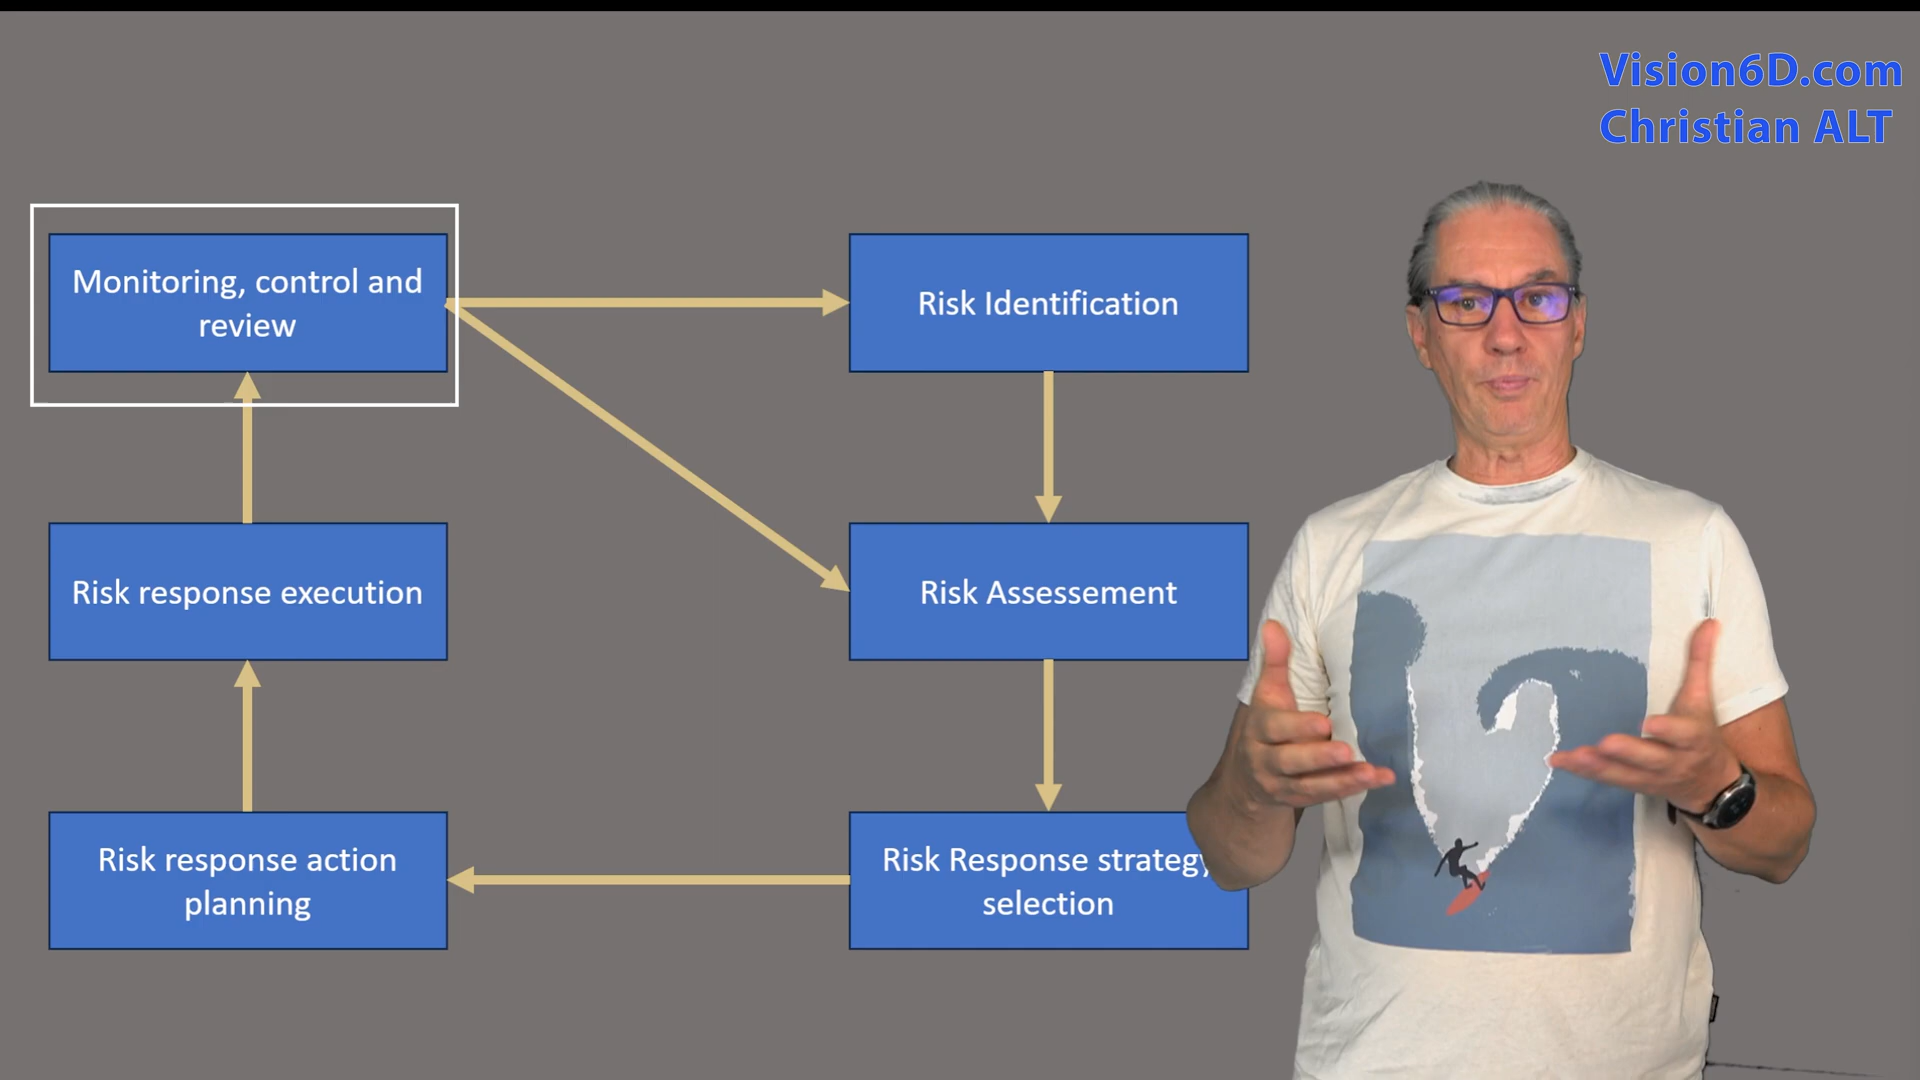 Vision6D.com
Christian ALT
Monitoring, control and
review
Risk Identification
Risk response execution
Risk Assessement
Risk response action
planning
Risk Response strategy
selection